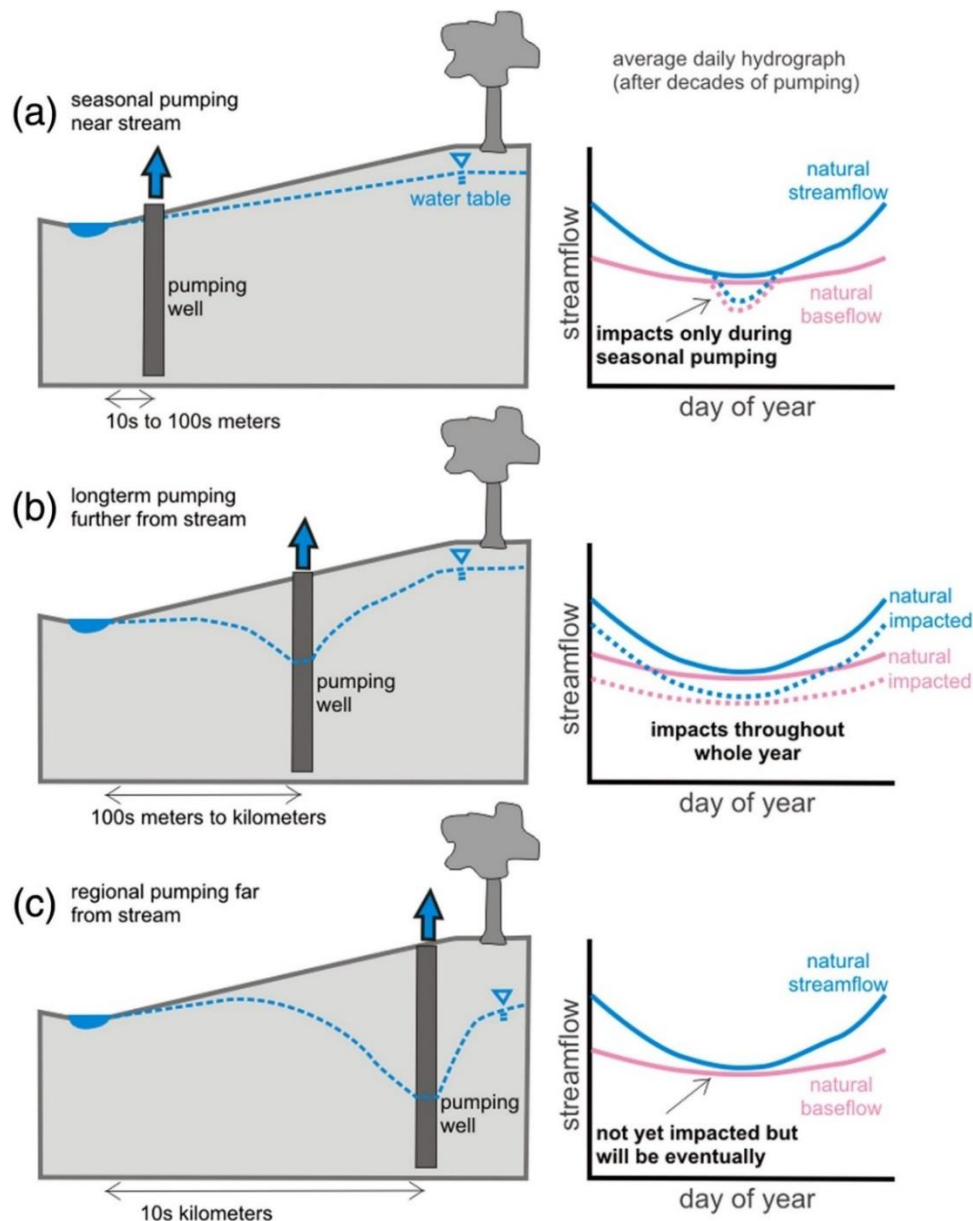 average daily hydrograph
(after decades of pumping)
(a)
seasonal pumping
near stream
water table
pumping
well
10s to 100s meters
streamflow
natural
streamflow
natural
baseflow
impacts only during
seasonal pumping
day of year
(b)
longterm pumping
further from stream
pumping
well
100s meters to kilometers
streamflow
natural
impacted
natural
impacted
impacts throughout
whole year
day of year
(c)
regional pumping far
from stream
pumping
well
10s kilometers
streamflow
natural
streamflow
natural
baseflow
not yet impacted but
will be eventually
day of year